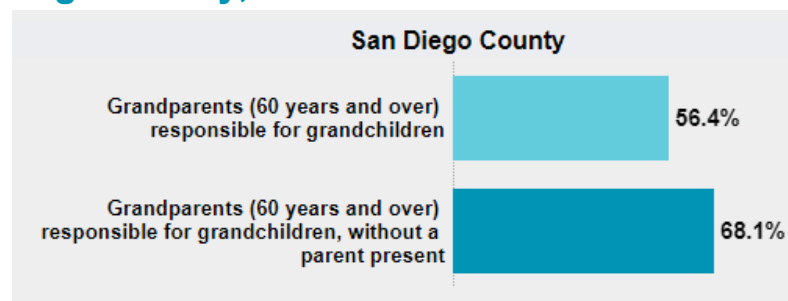 San Diego County
Grandparents (60 years and over)
responsible for grandchildren
56.4%
Grandparents (60 years and over)
responsible for grandchildren, without a
parent present
68.1%